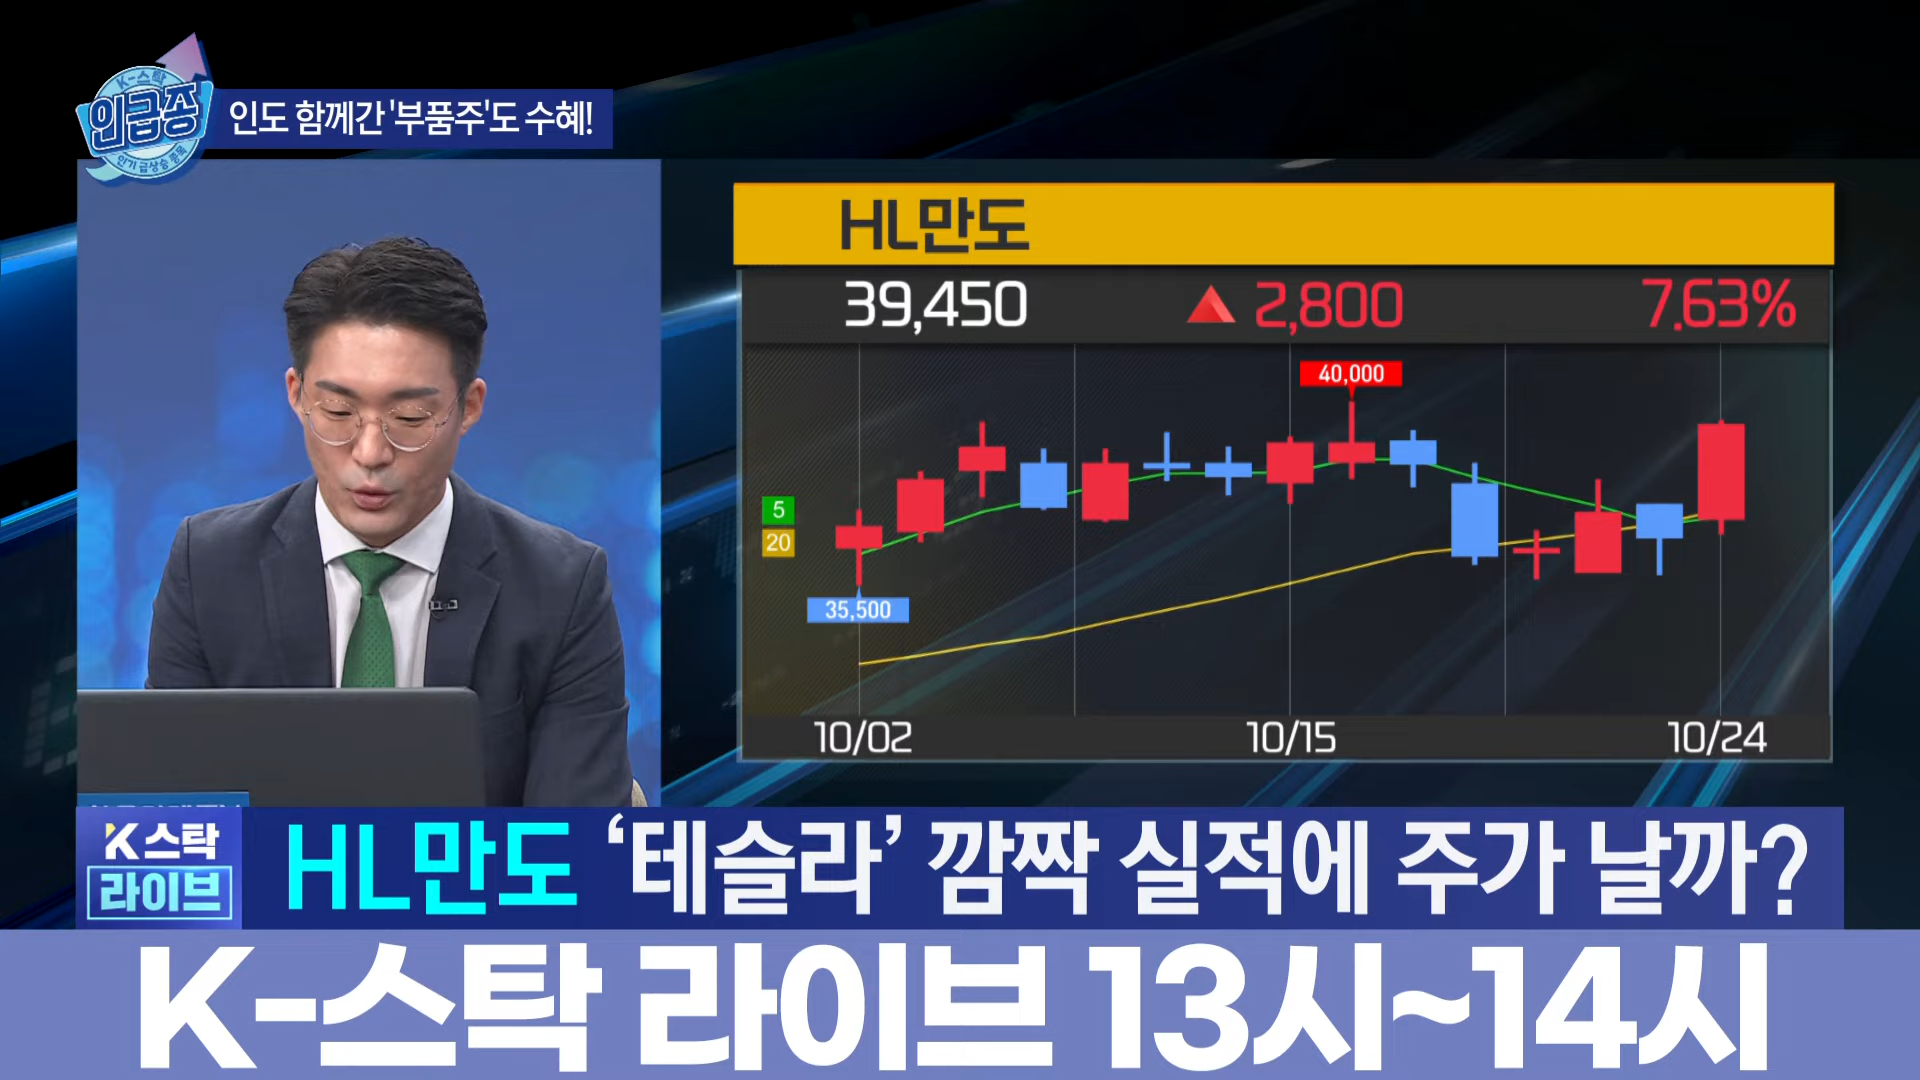 K-스탁
인급종
인기 급상승 종목
인도 함께간 '부품주'도 수혜!
HL만도
39,450 ▲ 2,800 7.63%
40,000
5
20
35,500
10/02 10/15 10/24
K스탁
라이브
HL만도 ‘테슬라’ 깜짝 실적에 주가 날까?
K-스탁 라이브 13시~14시